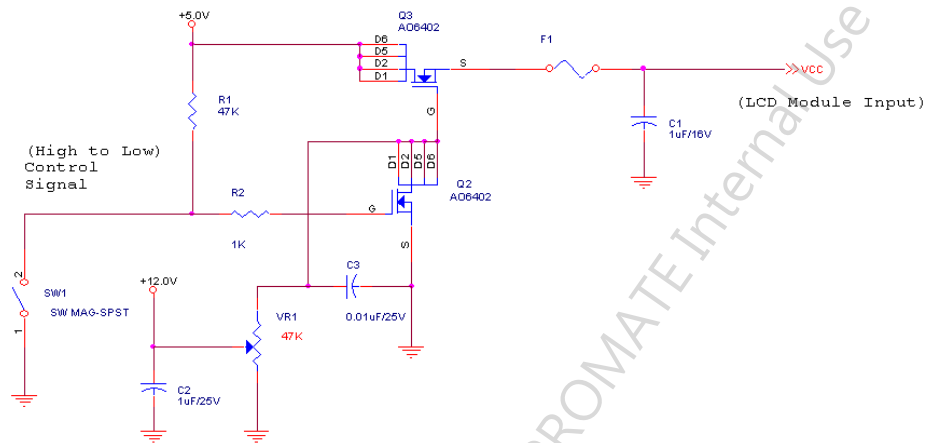 +5.0V
Q3
AO6402
D6
D5
D2
D1
S
G
F1
VCC
(LCD Module Input)
R1
47K
C1
1uF/16V
(High to Low)
Control
Signal
D1
D2
D5
D6
Q2
AO6402
R2
1K
G
S
2
SW1
SW MAG-SPST
1
+12.0V
C3
0.01uF/25V
VR1
47K
C2
1uF/25V
PROMATE Internal Use